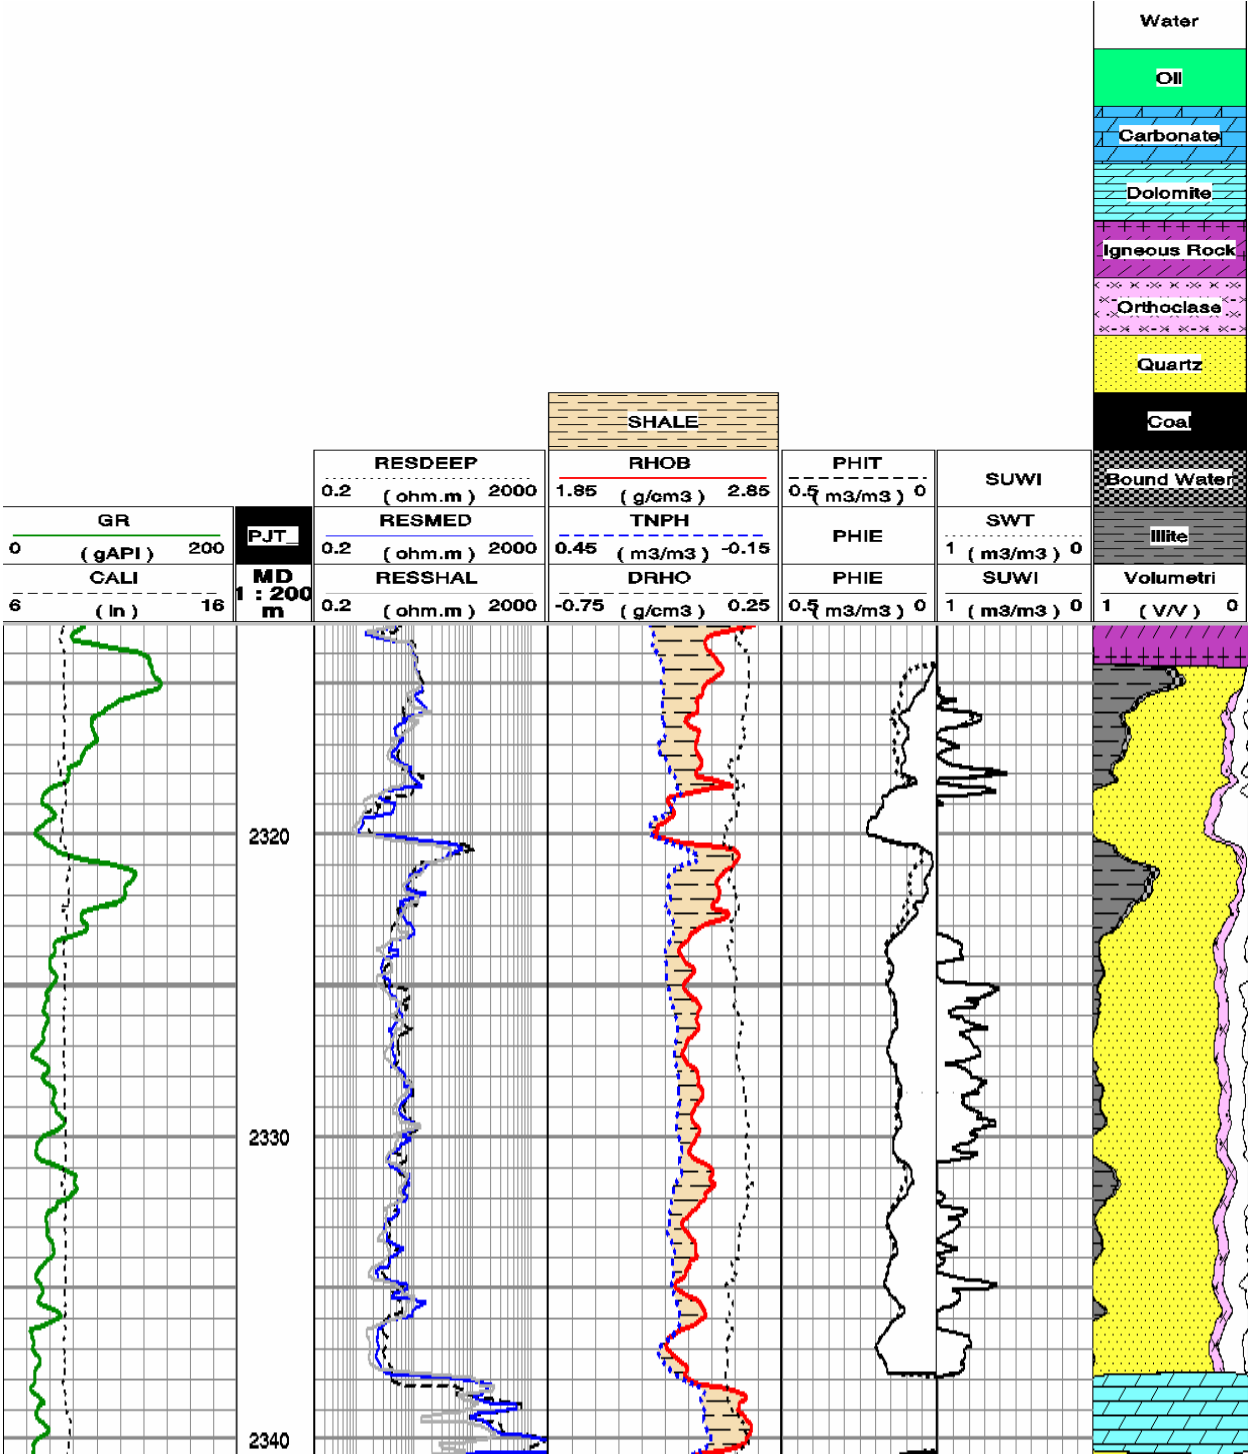 Water
Oil
Carbonate
Dolomite
Igneous Rock
Orthoclase
Quartz
SHALE
Coal
RESDEEP
0.2 ( ohm.m ) 2000
RHOB
1.85 ( g/cm3 ) 2.85
PHIT
0.5 ( m3/m3 ) 0
SUWI
Bound Water
GR
0 ( gAPI ) 200
PJT_
RESMED
0.2 ( ohm.m ) 2000
TNPH
0.45 ( m3/m3 ) -0.15
PHIE
SWT
1 ( m3/m3 ) 0
Illite
CALI
6 ( in ) 16
MD
1 : 200
m
RESSHAL
0.2 ( ohm.m ) 2000
DRHO
-0.75 ( g/cm3 ) 0.25
PHIE
0.5 ( m3/m3 ) 0
SUWI
1 ( m3/m3 ) 0
Volumetri
1 ( V/V ) 0
2320
2330
2340